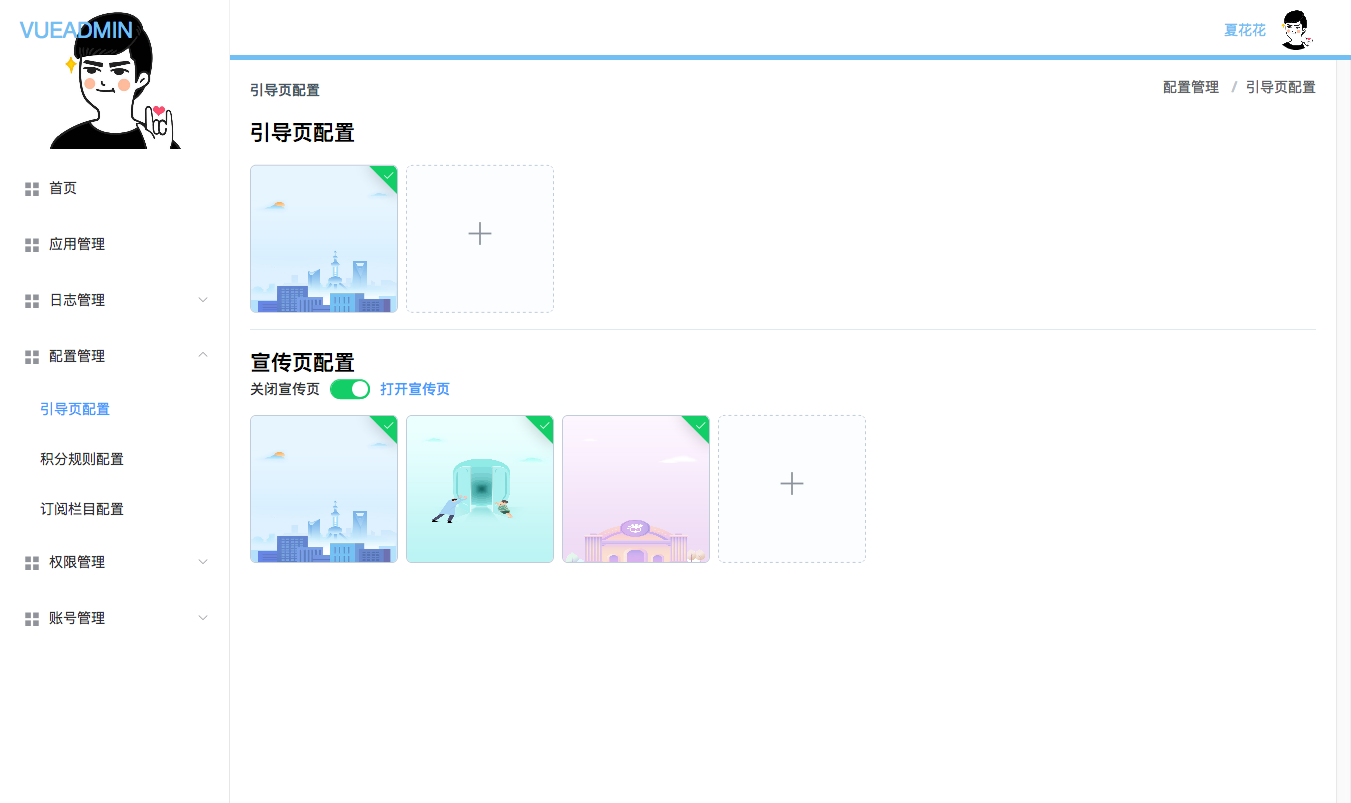 VUEADMIN
夏花花
首页
应用管理
日志管理
配置管理
引导页配置
积分规则配置
订阅栏目配置
权限管理
账号管理
引导页配置
配置管理 / 引导页配置
引导页配置
宣传页配置
关闭宣传页 打开宣传页